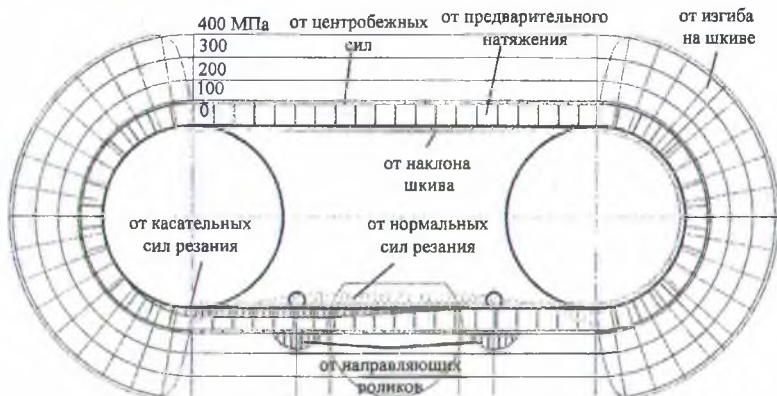 400 МПа
300
200
100
0
от центробежных
сил
от предварительного
натяжения
от изгиба
на шкиве
от наклона
шкива
от касательных
сил резания
от нормальных
сил резания
от направляющих
роликов